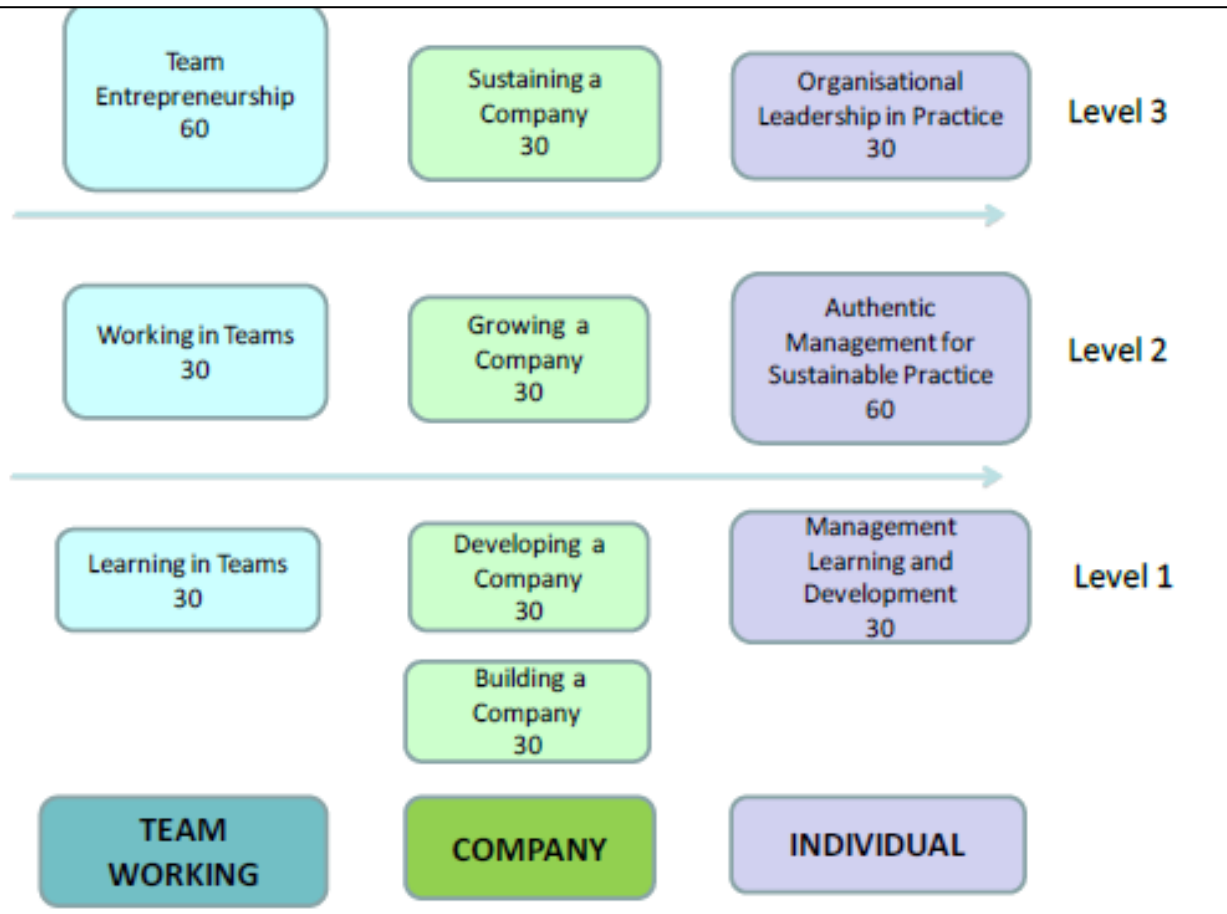 Team
Entrepreneurship
60
Sustaining a
Company
30
Organisational
Leadership in Practice
30
Level 3
Working in Teams
30
Growing a
Company
30
Authentic
Management for
Sustainable Practice
60
Level 2
Learning in Teams
30
Developing a
Company
30
Management
Learning and
Development
30
Level 1
Building a
Company
30
TEAM
WORKING
COMPANY
INDIVIDUAL